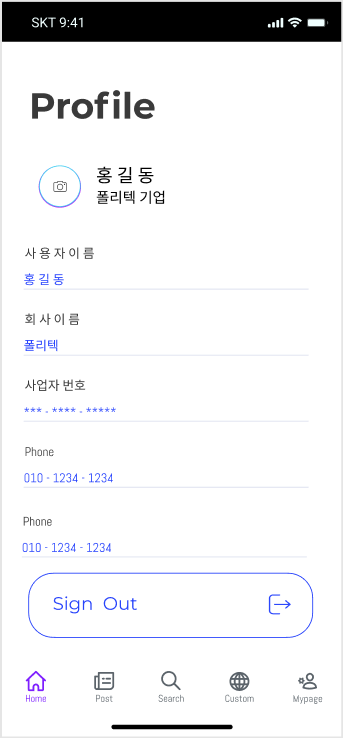 SKT 9:41
Profile
홍 길 동
폴리텍 기업
사 용 자 이 름
홍 길 동
회 사 이 름
폴리텍
사업자 번호
*** - **** - *****
Phone
010 - 1234 - 1234
Phone
010 - 1234 - 1234
Sign Out
Home Post Search Custom Mypage